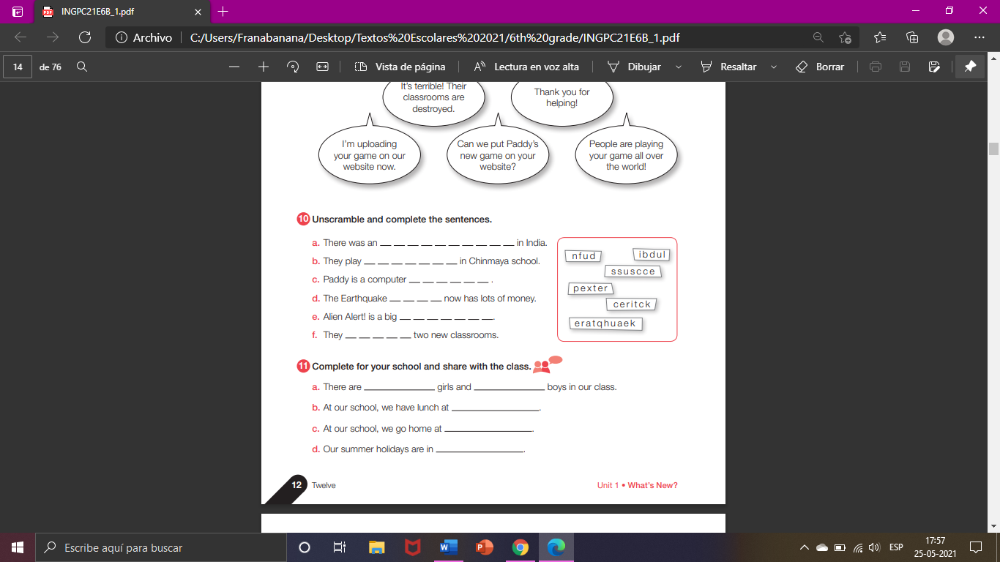 INGPC21E6B_1.pdf
Archivo C:/Users/Franabanana/Desktop/Textos%20Escolares%202021/6th%20grade/INGPC21E6B_1.pdf
14 de 76 Vista de página Lectura en voz alta Dibujar Resaltar Borrar
It's terrible! Their
classrooms are
destroyed.
Thank you for
helping!
I'm uploading
your game on our
website now.
Can we put Paddy's
new game on your
website?
People are playing
your game all over
the world!
10 Unscramble and complete the sentences.
a. There was an __ __ __ __ __ __ __ __ __ __ in India.
b. They play __ __ __ __ __ __ __ in Chinmaya school.
c. Paddy is a computer __ __ __ __ __ __ .
d. The Earthquake __ __ __ __ now has lots of money.
e. Alien Alert! is a big __ __ __ __ __ __ __.
f. They __ __ __ __ __ two new classrooms.
nfud
ibdul
ssuscce
pexter
ceritck
eratqhuaek
11 Complete for your school and share with the class.
a. There are ______________ girls and ______________ boys in our class.
b. At our school, we have lunch at ______________.
c. At our school, we go home at ______________.
d. Our summer holidays are in ______________.
12 Twelve Unit 1 • What's New?
Escribe aquí para buscar
ESP
17:57
25-05-2021